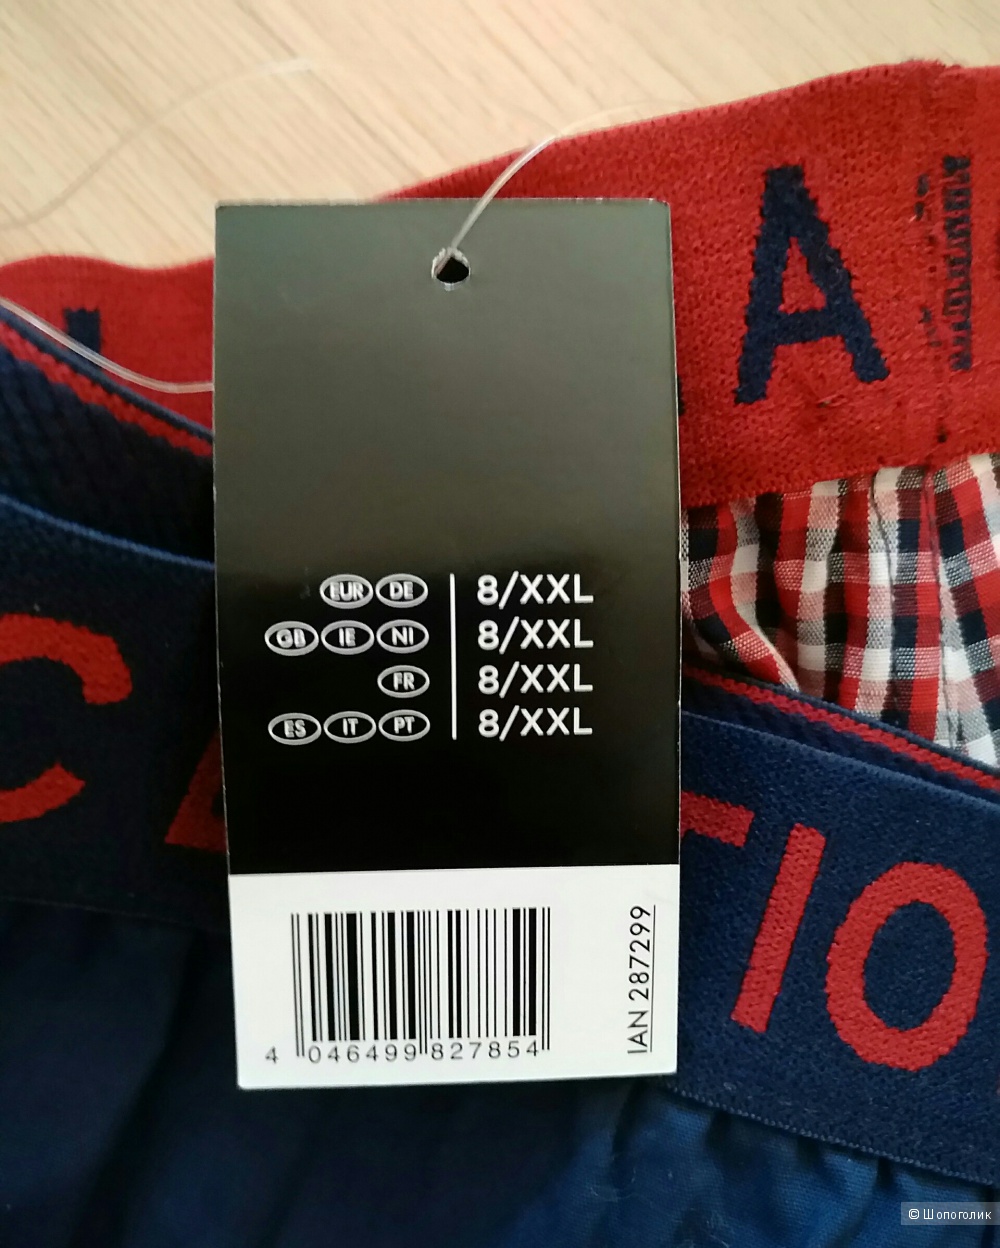 A
EUR DE 8/XXL
GB IE NI 8/XXL
FR 8/XXL
ES IT PT 8/XXL
C
TIO
4 046499 827854
IAN 287299
© Шопоголик